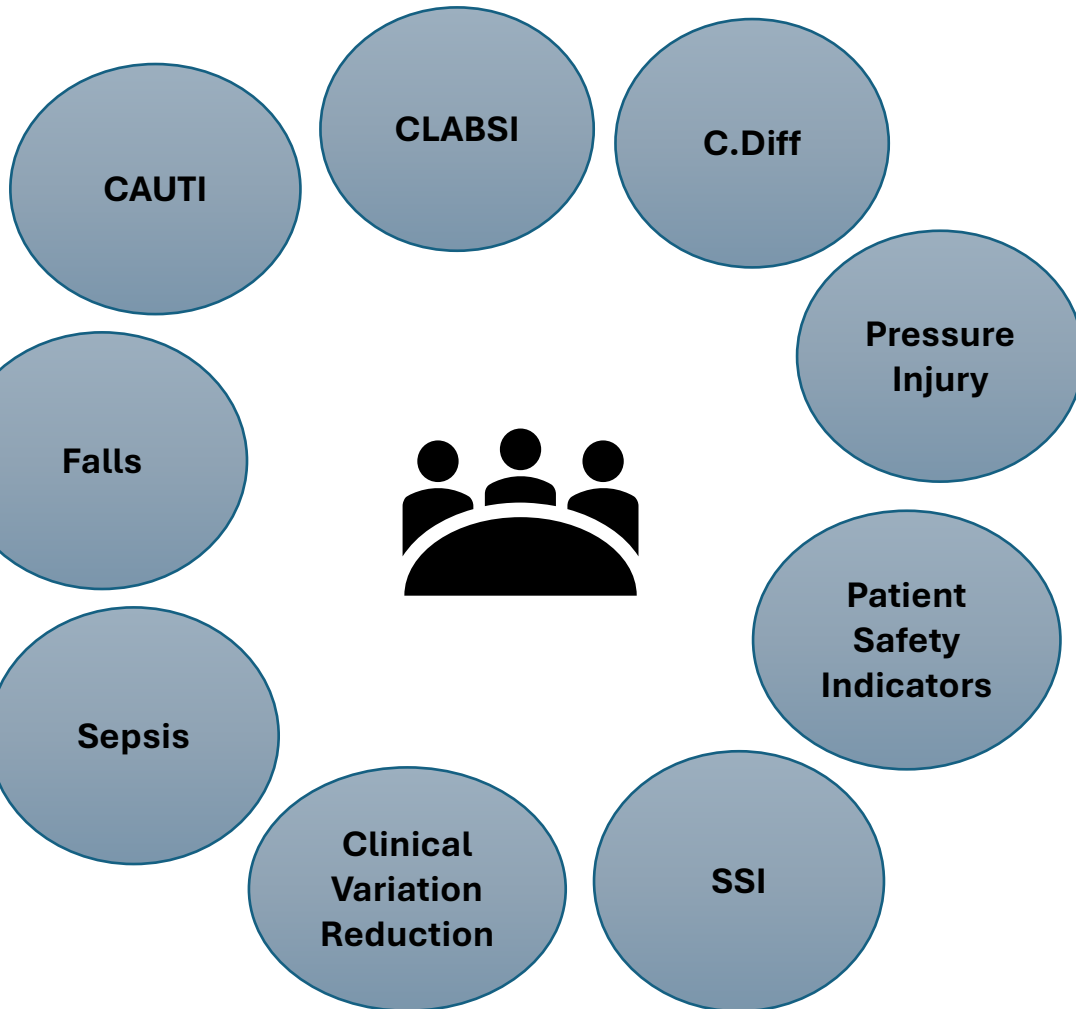 CLABSI
C.Diff
CAUTI
Pressure
Injury
Falls
Patient
Safety
Indicators
Sepsis
Clinical
Variation
Reduction
SSI